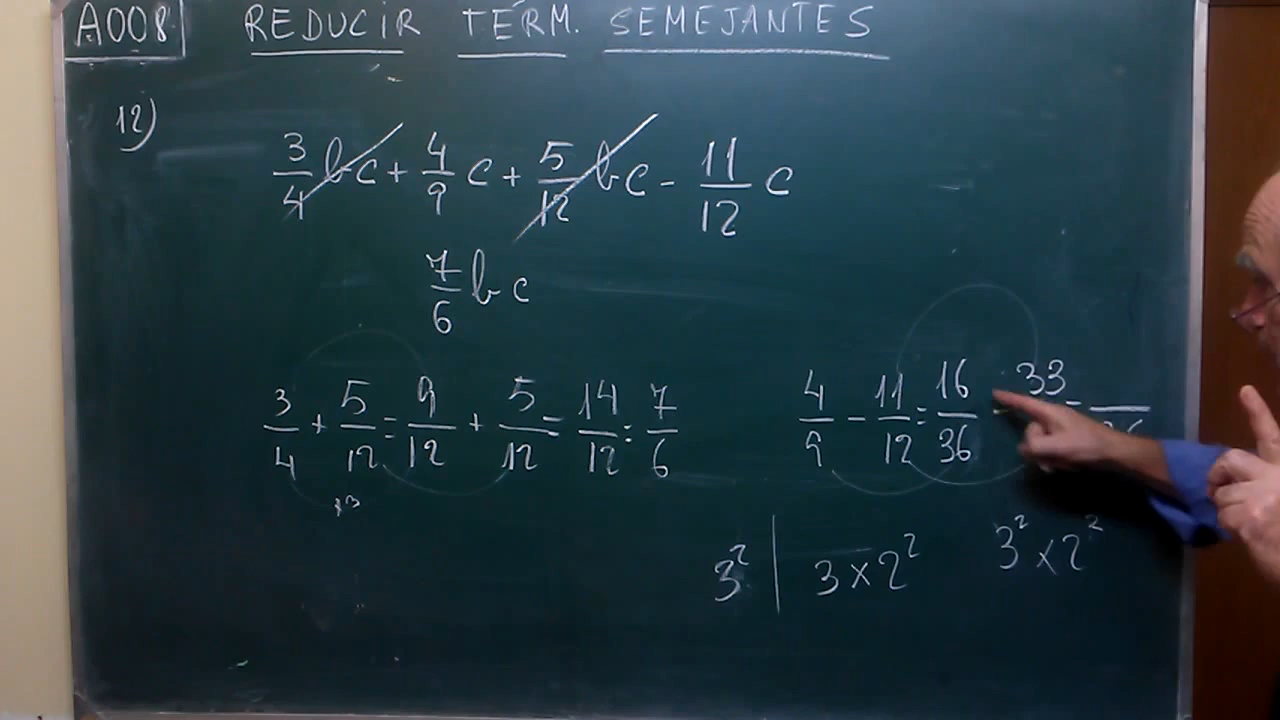 A008 REDUCIR TÉRM. SEMEJANTES
12)
3/4 bc + 4/9 c + 5/12 bc - 11/12 c
7/6 bc
3/4 + 5/12 = 9/12 + 5/12 = 14/12 = 7/6
4/9 - 11/12 = 16/36 - 33 =
x3
3² | 3 x 2² 3² x 2²